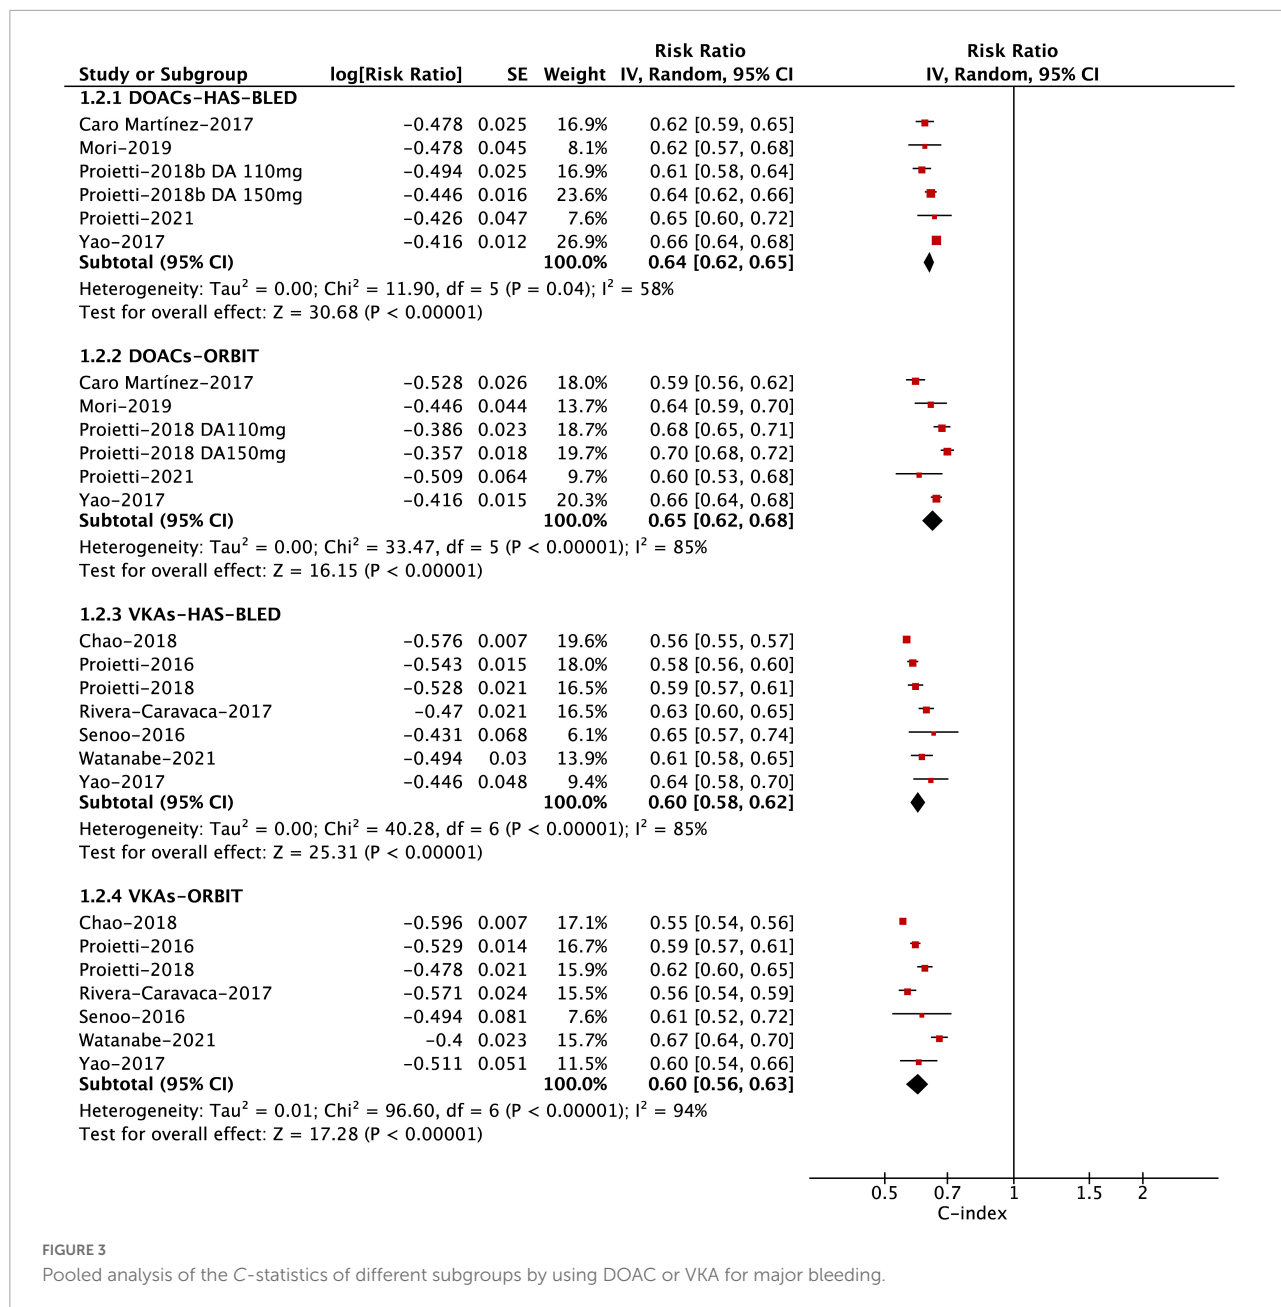 Risk Ratio Risk Ratio
Study or Subgroup log[Risk Ratio] SE Weight IV, Random, 95% CI IV, Random, 95% CI
1.2.1 DOACs-HAS-BLED
Caro Martínez-2017 −0.478 0.025 16.9% 0.62 [0.59, 0.65]
Mori-2019 −0.478 0.045 8.1% 0.62 [0.57, 0.68]
Proietti-2018b DA 110mg −0.494 0.025 16.9% 0.61 [0.58, 0.64]
Proietti-2018b DA 150mg −0.446 0.016 23.6% 0.64 [0.62, 0.66]
Proietti-2021 −0.426 0.047 7.6% 0.65 [0.60, 0.72]
Yao-2017 −0.416 0.012 26.9% 0.66 [0.64, 0.68]
Subtotal (95% CI) 100.0% 0.64 [0.62, 0.65]
Heterogeneity: Tau² = 0.00; Chi² = 11.90, df = 5 (P = 0.04); I² = 58%
Test for overall effect: Z = 30.68 (P < 0.00001)
1.2.2 DOACs-ORBIT
Caro Martínez-2017 −0.528 0.026 18.0% 0.59 [0.56, 0.62]
Mori-2019 −0.446 0.044 13.7% 0.64 [0.59, 0.70]
Proietti-2018 DA110mg −0.386 0.023 18.7% 0.68 [0.65, 0.71]
Proietti-2018 DA150mg −0.357 0.018 19.7% 0.70 [0.68, 0.72]
Proietti-2021 −0.509 0.064 9.7% 0.60 [0.53, 0.68]
Yao-2017 −0.416 0.015 20.3% 0.66 [0.64, 0.68]
Subtotal (95% CI) 100.0% 0.65 [0.62, 0.68]
Heterogeneity: Tau² = 0.00; Chi² = 33.47, df = 5 (P < 0.00001); I² = 85%
Test for overall effect: Z = 16.15 (P < 0.00001)
1.2.3 VKAs-HAS-BLED
Chao-2018 −0.576 0.007 19.6% 0.56 [0.55, 0.57]
Proietti-2016 −0.543 0.015 18.0% 0.58 [0.56, 0.60]
Proietti-2018 −0.528 0.021 16.5% 0.59 [0.57, 0.61]
Rivera-Caravaca-2017 −0.47 0.021 16.5% 0.63 [0.60, 0.65]
Senoo-2016 −0.431 0.068 6.1% 0.65 [0.57, 0.74]
Watanabe-2021 −0.494 0.03 13.9% 0.61 [0.58, 0.65]
Yao-2017 −0.446 0.048 9.4% 0.64 [0.58, 0.70]
Subtotal (95% CI) 100.0% 0.60 [0.58, 0.62]
Heterogeneity: Tau² = 0.00; Chi² = 40.28, df = 6 (P < 0.00001); I² = 85%
Test for overall effect: Z = 25.31 (P < 0.00001)
1.2.4 VKAs-ORBIT
Chao-2018 −0.596 0.007 17.1% 0.55 [0.54, 0.56]
Proietti-2016 −0.529 0.014 16.7% 0.59 [0.57, 0.61]
Proietti-2018 −0.478 0.021 15.9% 0.62 [0.60, 0.65]
Rivera-Caravaca-2017 −0.571 0.024 15.5% 0.56 [0.54, 0.59]
Senoo-2016 −0.494 0.081 7.6% 0.61 [0.52, 0.72]
Watanabe-2021 −0.4 0.023 15.7% 0.67 [0.64, 0.70]
Yao-2017 −0.511 0.051 11.5% 0.60 [0.54, 0.66]
Subtotal (95% CI) 100.0% 0.60 [0.56, 0.63]
Heterogeneity: Tau² = 0.01; Chi² = 96.60, df = 6 (P < 0.00001); I² = 94%
Test for overall effect: Z = 17.28 (P < 0.00001)
0.5 0.7 1 1.5 2
C-index
FIGURE 3
Pooled analysis of the C-statistics of different subgroups by using DOAC or VKA for major bleeding.